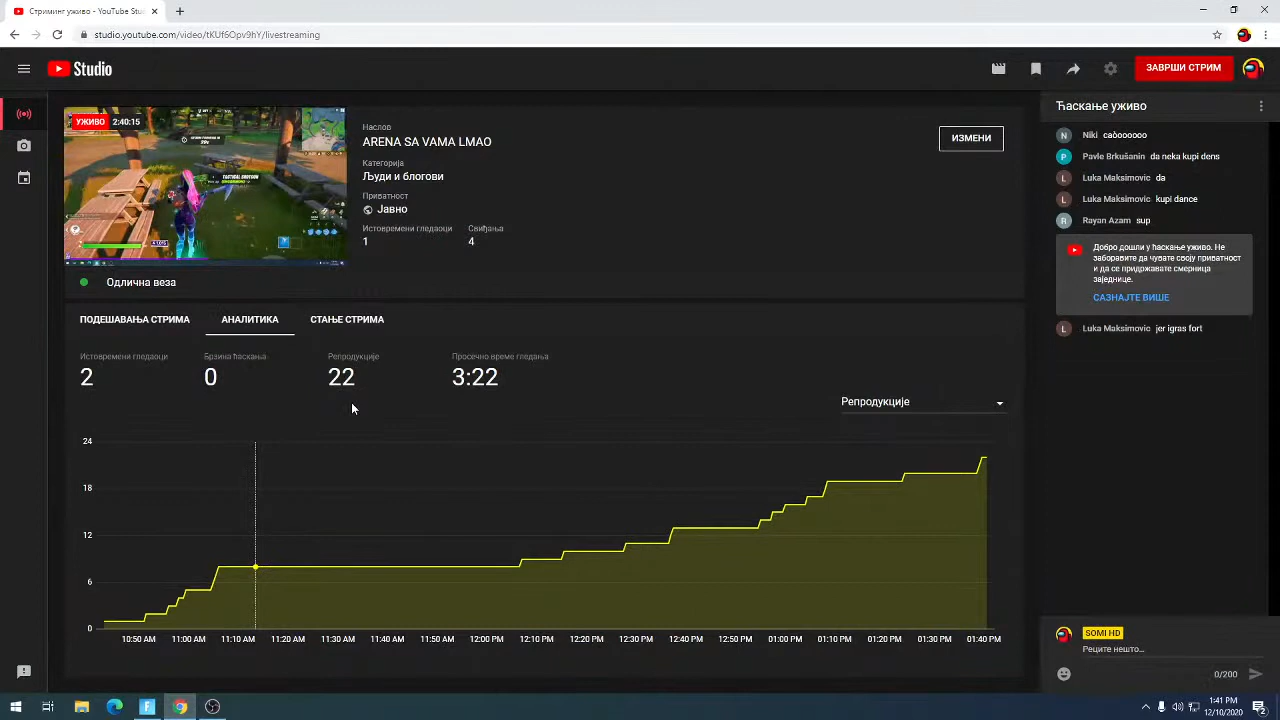 Стриминг уживо
studio.youtube.com/video/tKUf6Opv9hY/livestreaming
Studio
ЗАВРШИ СТРИМ
УЖИВО 2:40:15
TACTICAL SHOTGUN
Наслов
ARENA SA VAMA LMAO
ИЗМЕНИ
Категорија
Људи и блогови
Приватност
Јавно
Истовремени гледаоци Свиђања
1 4
Одлична веза
ПОДЕШАВАЊА СТРИМА АНАЛИТИКА СТАЊЕ СТРИМА
Истовремени гледаоци Брзина ћаскања Репродукције Просечно време гледања
2 0 22 3:22
Репродукције
24
18
12
6
0
10:50 AM 11:00 AM 11:10 AM 11:20 AM 11:30 AM 11:40 AM 11:50 AM 12:00 PM 12:10 PM 12:20 PM 12:30 PM 12:40 PM 12:50 PM 01:00 PM 01:10 PM 01:20 PM 01:30 PM 01:40 PM
Ћаскање уживо
N Niki саboоooоо
P Pavle Brkušanin da neka kupi dens
L Luka Maksimovic da
L Luka Maksimovic kupi dance
R Rayan Azam sup
Добро дошли у ћаскање уживо. Не
заборавите да чувате своју приватност
и да се придржавате смерница
заједнице.
САЗНАЈТЕ ВИШЕ
L Luka Maksimovic jer igras fort
SOMI HD
Реците нешто...
0/200
1:41 PM
12/10/2020
2